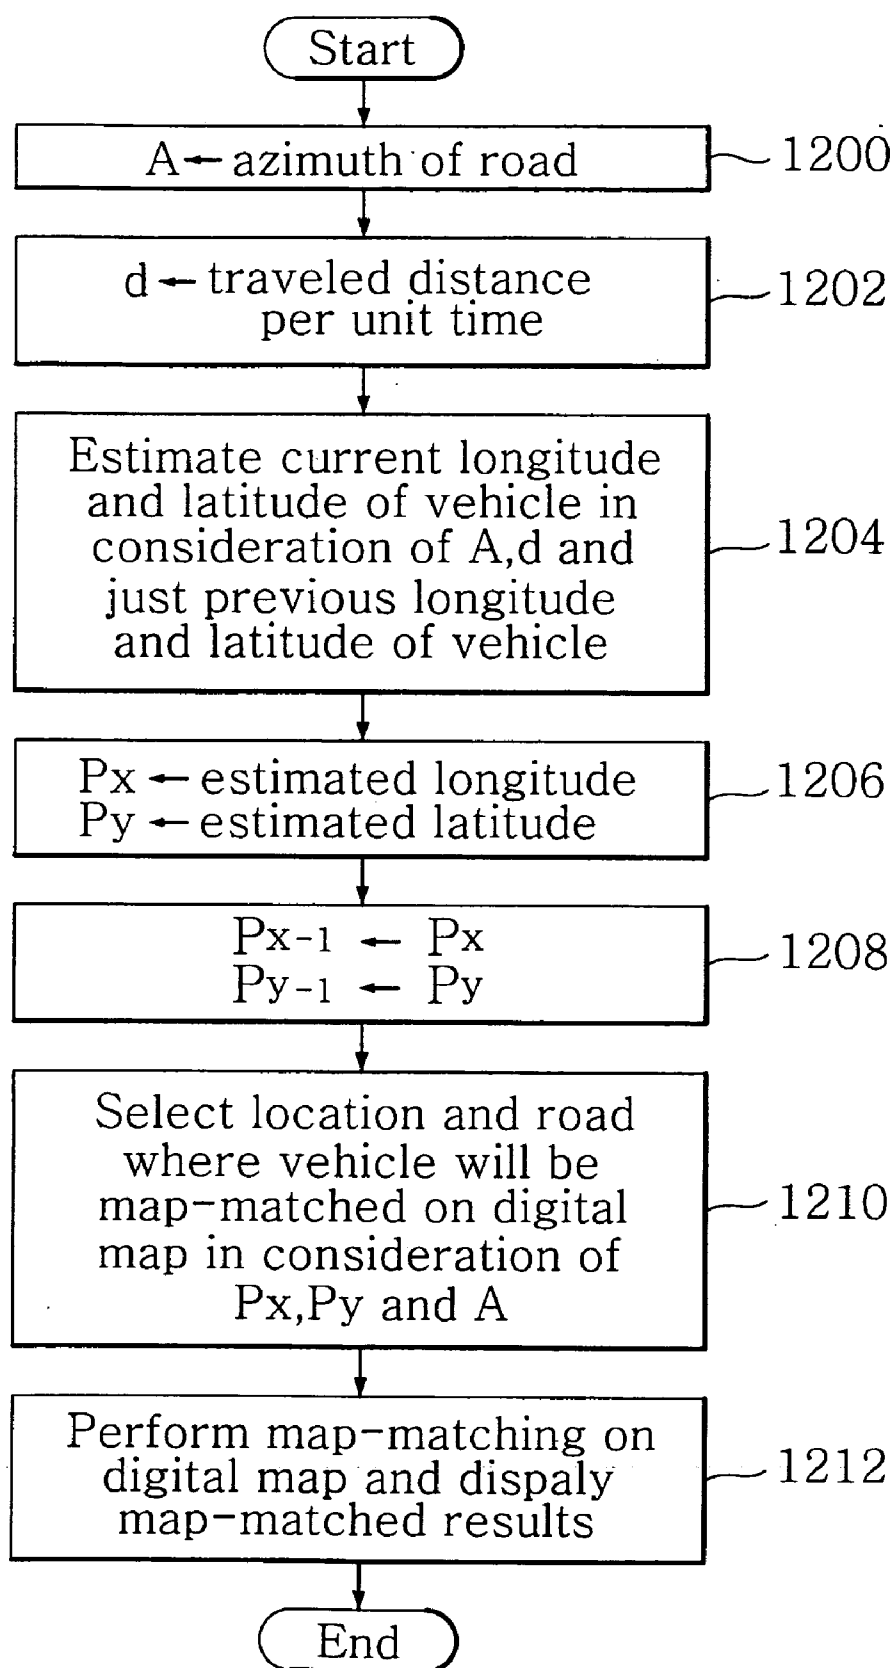 Start
A ← azimuth of road
1200
d ← traveled distance
per unit time
1202
Estimate current longitude
and latitude of vehicle in
consideration of A,d and
just previous longitude
and latitude of vehicle
1204
Px ← estimated longitude
Py ← estimated latitude
1206
Px-1 ← Px
Py-1 ← Py
1208
Select location and road
where vehicle will be
map-matched on digital
map in consideration of
Px,Py and A
1210
Perform map-matching on
digital map and dispaly
map-matched results
1212
End